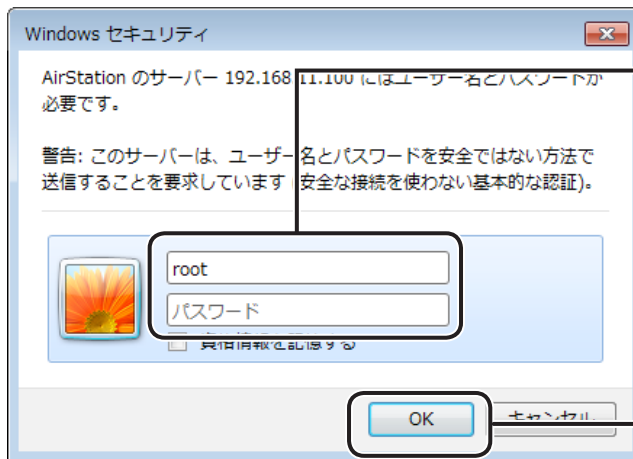 Windows セキュリティ
AirStation のサーバー 192.168.11.100 にはユーザー名とパスワードが
必要です。
警告: このサーバーは、ユーザー名とパスワードを安全ではない方法で
送信することを要求しています (安全な接続を使わない基本的な認証)。
root
パスワード
資格情報を記憶する
OK
キャンセル